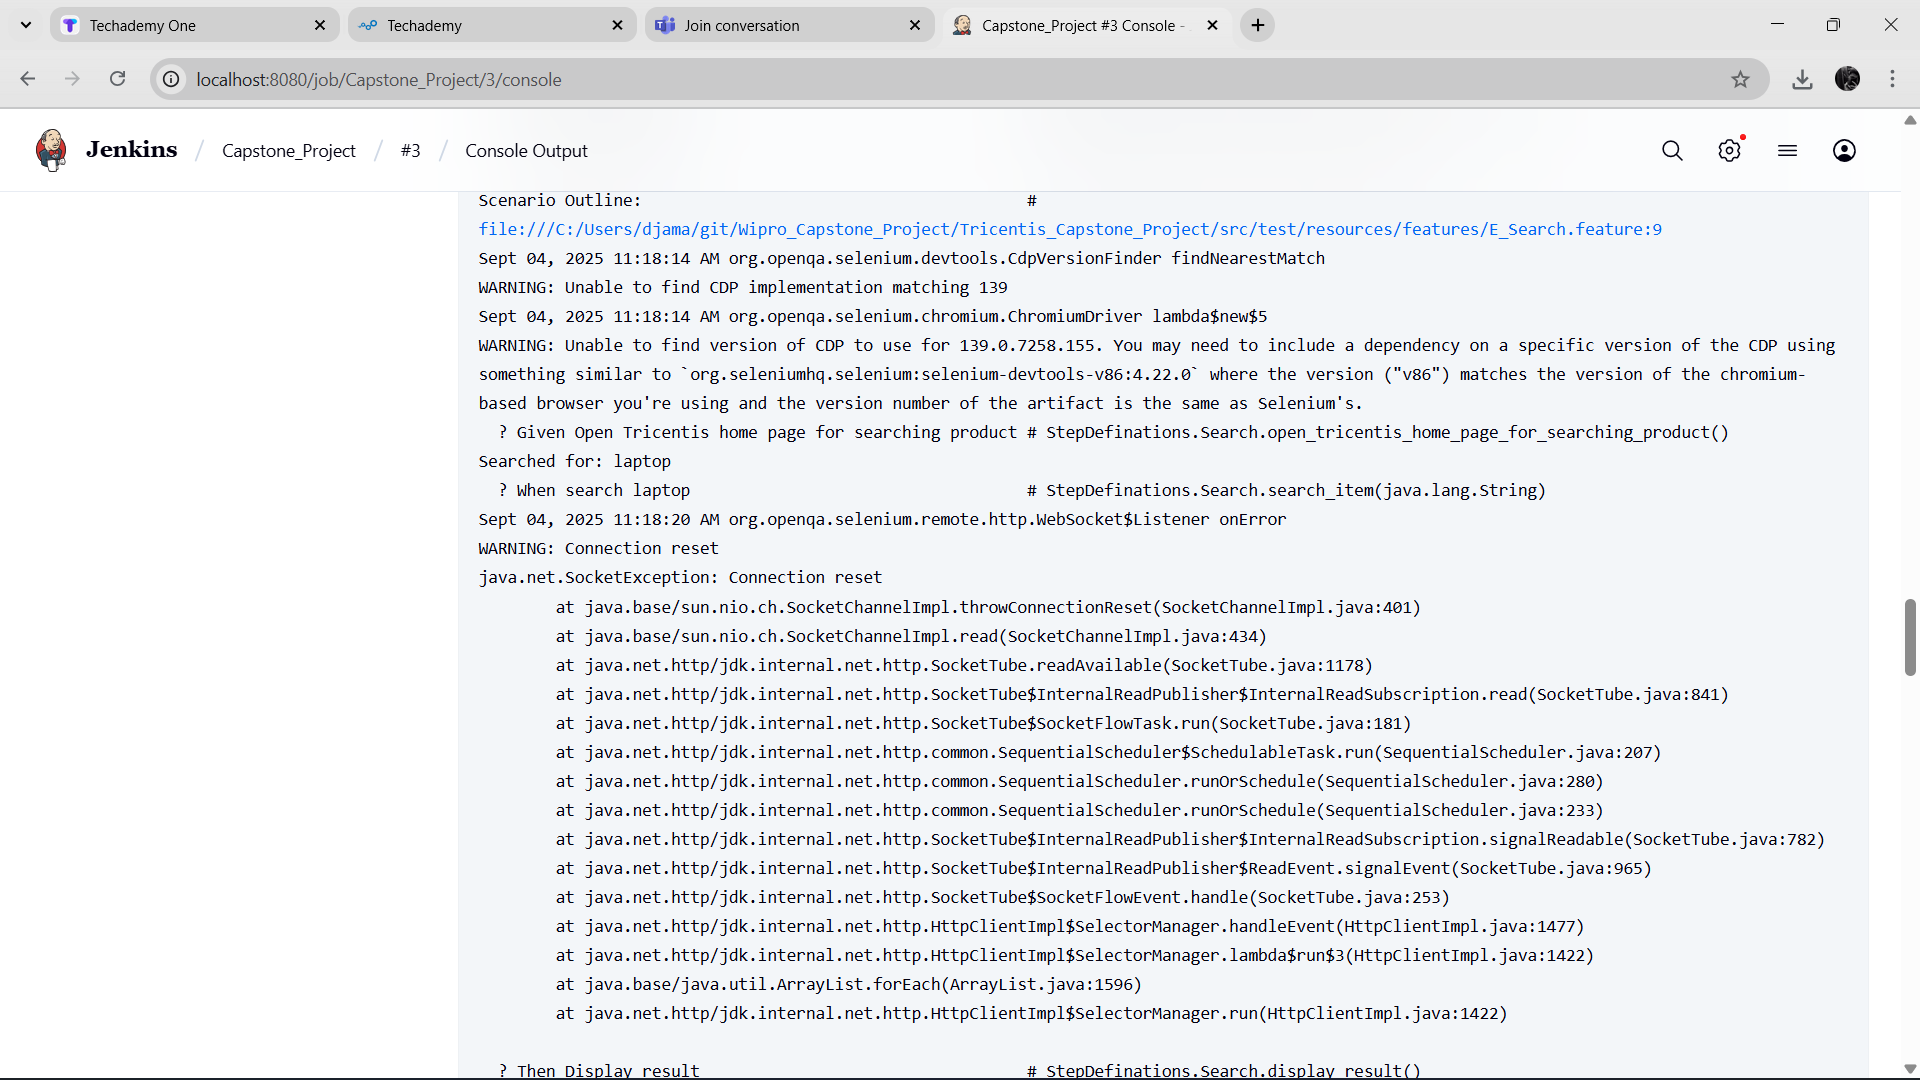 Techademy One
Techademy
Join conversation
Capstone_Project #3 Console -
localhost:8080/job/Capstone_Project/3/console
Jenkins / Capstone_Project / #3 / Console Output
Scenario Outline: #
file:///C:/Users/djama/git/Wipro_Capstone_Project/Tricentis_Capstone_Project/src/test/resources/features/E_Search.feature:9
Sept 04, 2025 11:18:14 AM org.openqa.selenium.devtools.CdpVersionFinder findNearestMatch
WARNING: Unable to find CDP implementation matching 139
Sept 04, 2025 11:18:14 AM org.openqa.selenium.chromium.ChromiumDriver lambda$new$5
WARNING: Unable to find version of CDP to use for 139.0.7258.155. You may need to include a dependency on a specific version of the CDP using
something similar to `org.seleniumhq.selenium:selenium-devtools-v86:4.22.0` where the version ("v86") matches the version of the chromium-
based browser you're using and the version number of the artifact is the same as Selenium's.
? Given Open Tricentis home page for searching product # StepDefinations.Search.open_tricentis_home_page_for_searching_product()
Searched for: laptop
? When search laptop # StepDefinations.Search.search_item(java.lang.String)
Sept 04, 2025 11:18:20 AM org.openqa.selenium.remote.http.WebSocket$Listener onError
WARNING: Connection reset
java.net.SocketException: Connection reset
at java.base/sun.nio.ch.SocketChannelImpl.throwConnectionReset(SocketChannelImpl.java:401)
at java.base/sun.nio.ch.SocketChannelImpl.read(SocketChannelImpl.java:434)
at java.net.http/jdk.internal.net.http.SocketTube.readAvailable(SocketTube.java:1178)
at java.net.http/jdk.internal.net.http.SocketTube$InternalReadPublisher$InternalReadSubscription.read(SocketTube.java:841)
at java.net.http/jdk.internal.net.http.SocketTube$SocketFlowTask.run(SocketTube.java:181)
at java.net.http/jdk.internal.net.http.common.SequentialScheduler$SchedulableTask.run(SequentialScheduler.java:207)
at java.net.http/jdk.internal.net.http.common.SequentialScheduler.runOrSchedule(SequentialScheduler.java:280)
at java.net.http/jdk.internal.net.http.common.SequentialScheduler.runOrSchedule(SequentialScheduler.java:233)
at java.net.http/jdk.internal.net.http.SocketTube$InternalReadPublisher$InternalReadSubscription.signalReadable(SocketTube.java:782)
at java.net.http/jdk.internal.net.http.SocketTube$InternalReadPublisher$ReadEvent.signalEvent(SocketTube.java:965)
at java.net.http/jdk.internal.net.http.SocketTube$SocketFlowEvent.handle(SocketTube.java:253)
at java.net.http/jdk.internal.net.http.HttpClientImpl$SelectorManager.handleEvent(HttpClientImpl.java:1477)
at java.net.http/jdk.internal.net.http.HttpClientImpl$SelectorManager.lambda$run$3(HttpClientImpl.java:1422)
at java.base/java.util.ArrayList.forEach(ArrayList.java:1596)
at java.net.http/jdk.internal.net.http.HttpClientImpl$SelectorManager.run(HttpClientImpl.java:1422)
? Then Display result # StepDefinations.Search.display_result()